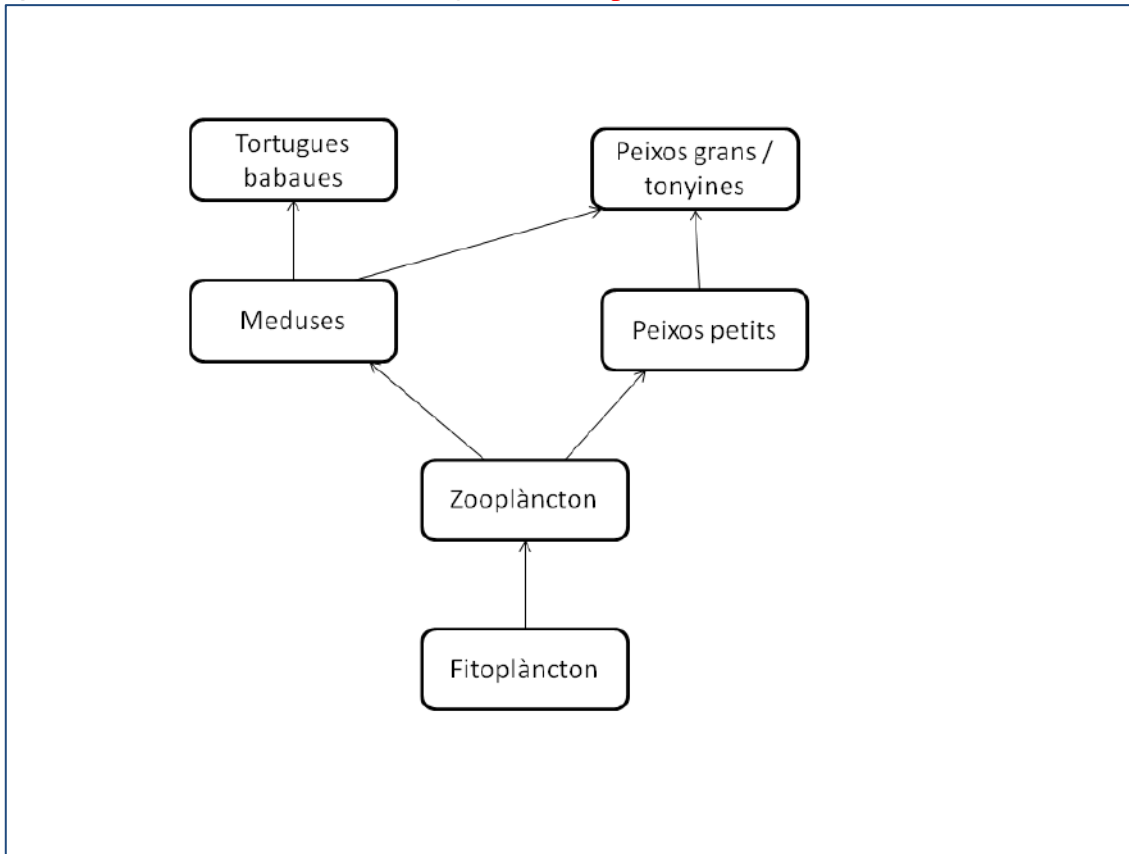 Tortugues
babaues
Peixos grans /
tonyines
Meduses
Peixos petits
Zooplàncton
Fitoplàncton